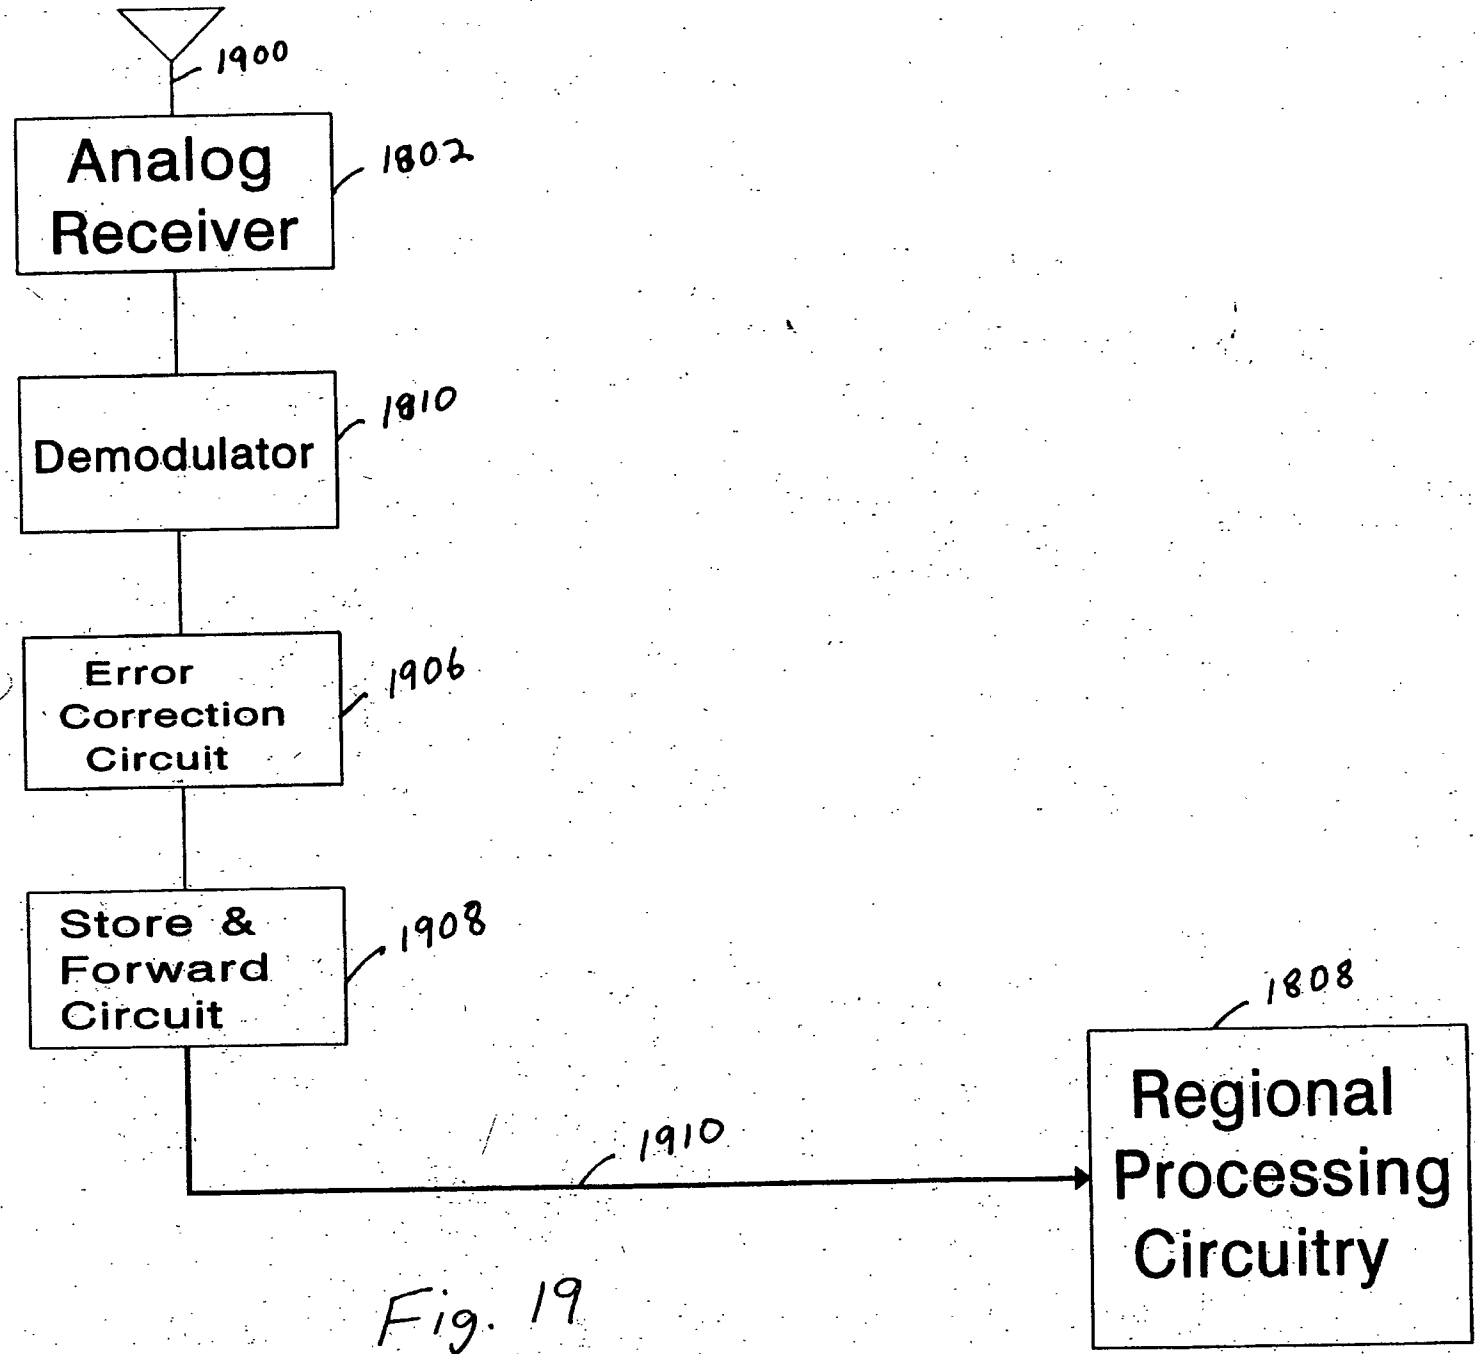 1900
Analog
Receiver
1802
Demodulator
1810
Error
Correction
Circuit
1906
Store &
Forward
Circuit
1908
1910
1808
Regional
Processing
Circuitry
Fig. 19